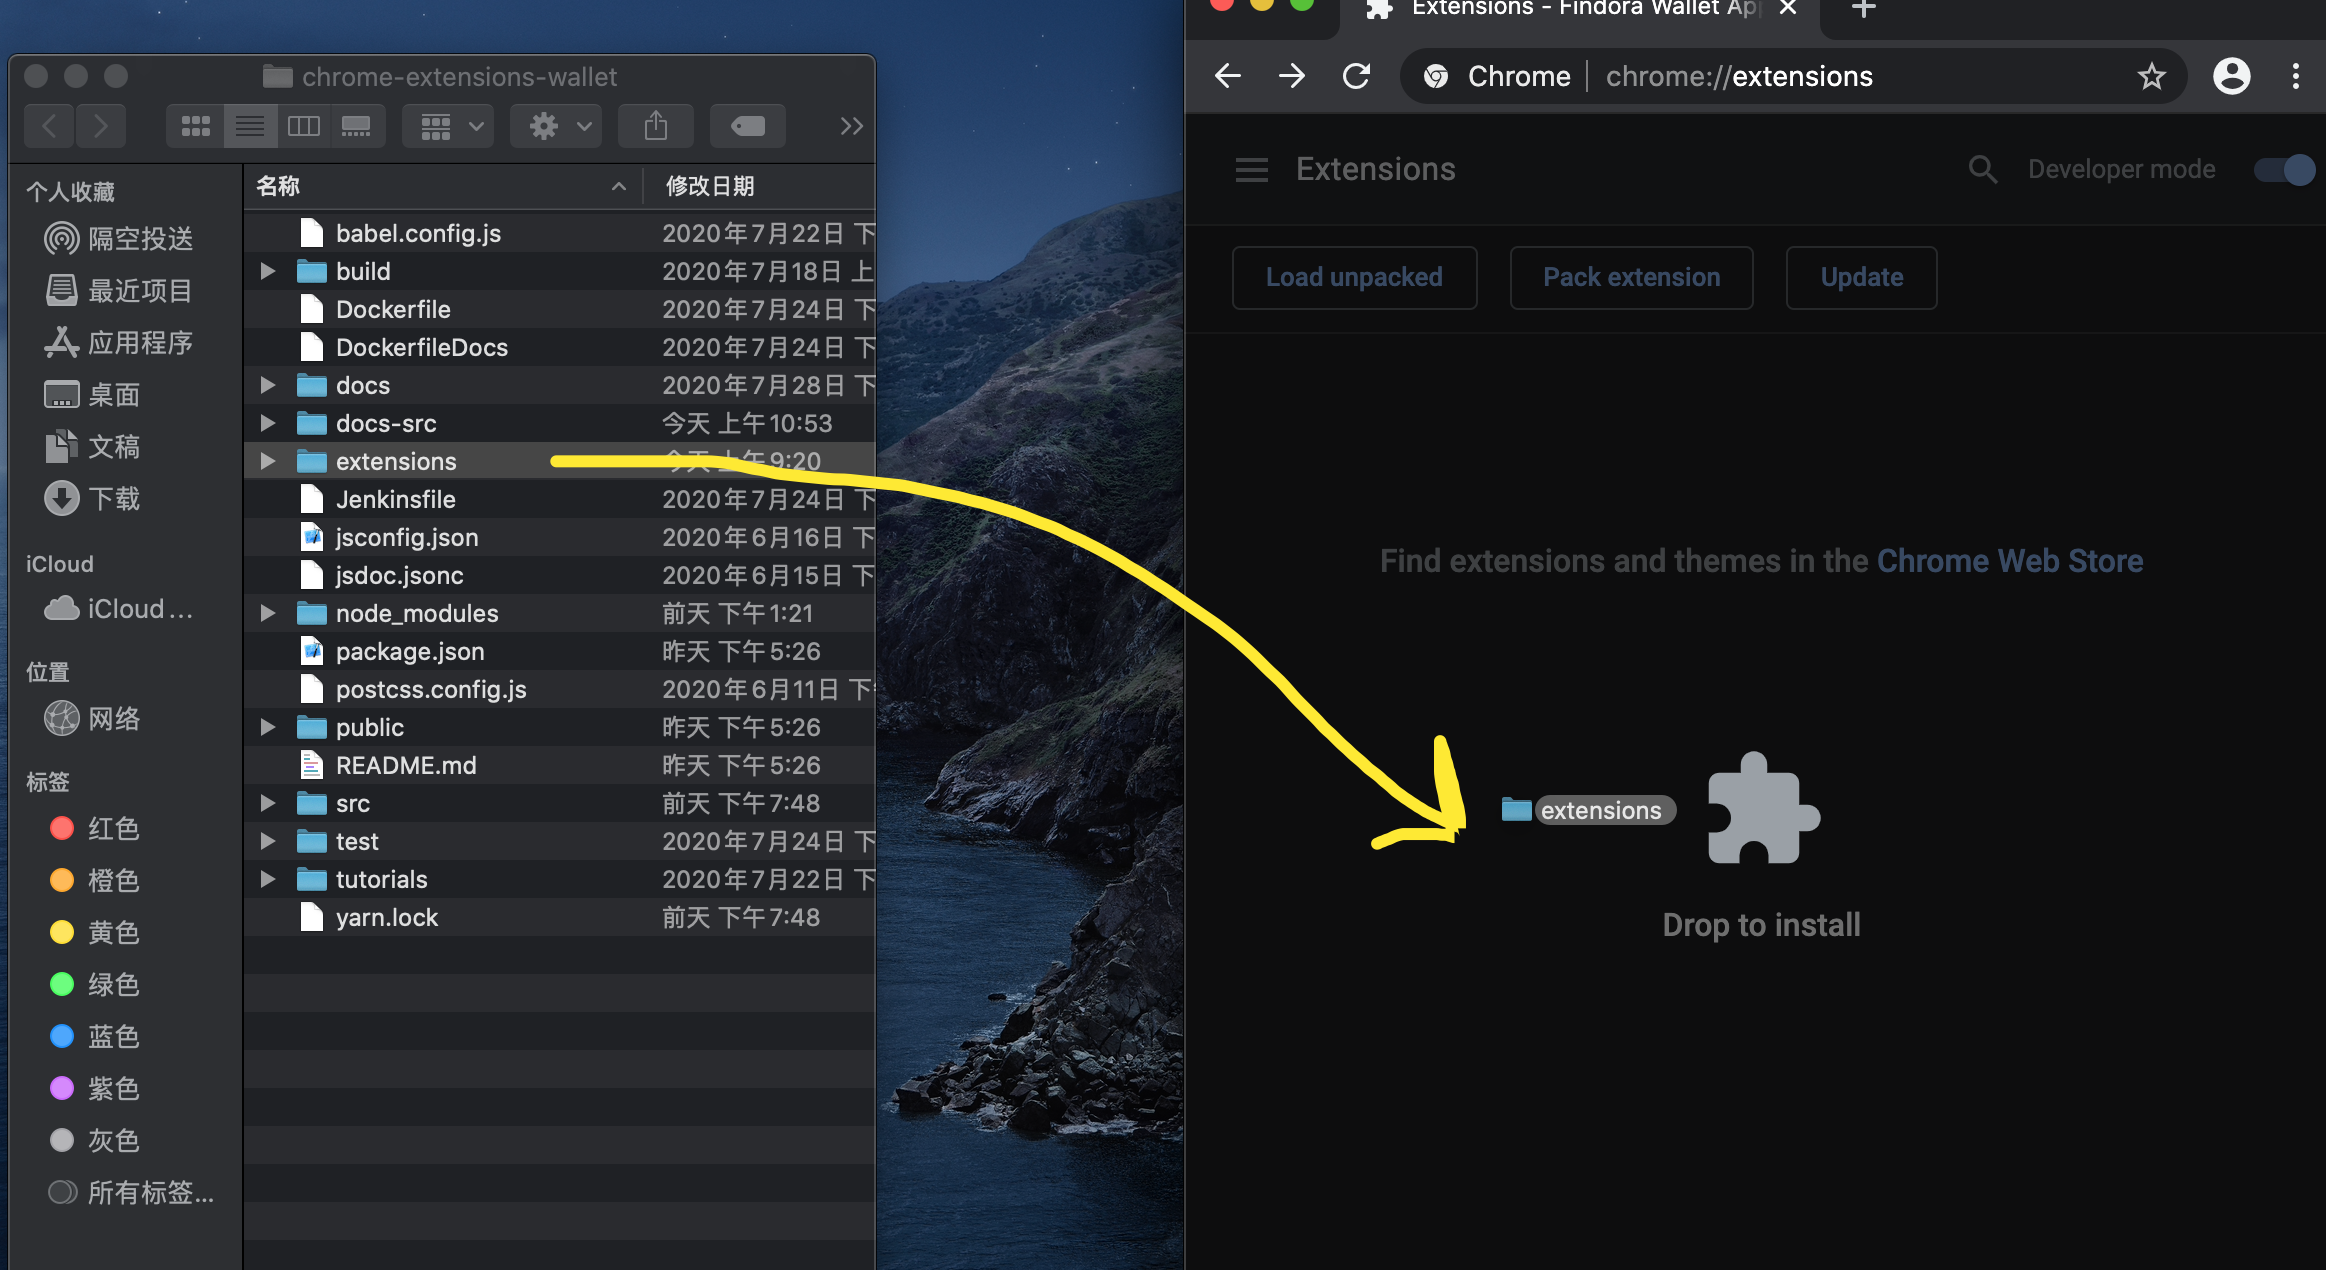 chrome-extensions-wallet
个人收藏
隔空投送
最近项目
应用程序
桌面
文稿
下载
iCloud
iCloud…
位置
网络
标签
红色
橙色
黄色
绿色
蓝色
紫色
灰色
所有标签...
名称 修改日期
babel.config.js 2020年7月22日 下
build 2020年7月18日 上
Dockerfile 2020年7月24日 下
DockerfileDocs 2020年7月24日 下
docs 2020年7月28日 下
docs-src 今天 上午10:53
extensions 今天 上午9:20
Jenkinsfile 2020年7月24日 下
jsconfig.json 2020年6月16日 下
jsdoc.jsonc 2020年6月15日 下
node_modules 前天 下午1:21
package.json 昨天 下午5:26
postcss.config.js 2020年6月11日 下
public 昨天 下午5:26
README.md 昨天 下午5:26
src 前天 下午7:48
test 2020年7月24日 下
tutorials 2020年7月22日 下
yarn.lock 前天 下午7:48
Extensions - Findora Wallet Ap
Chrome chrome://extensions
Extensions Developer mode
Load unpacked Pack extension Update
Find extensions and themes in the Chrome Web Store
extensions
Drop to install